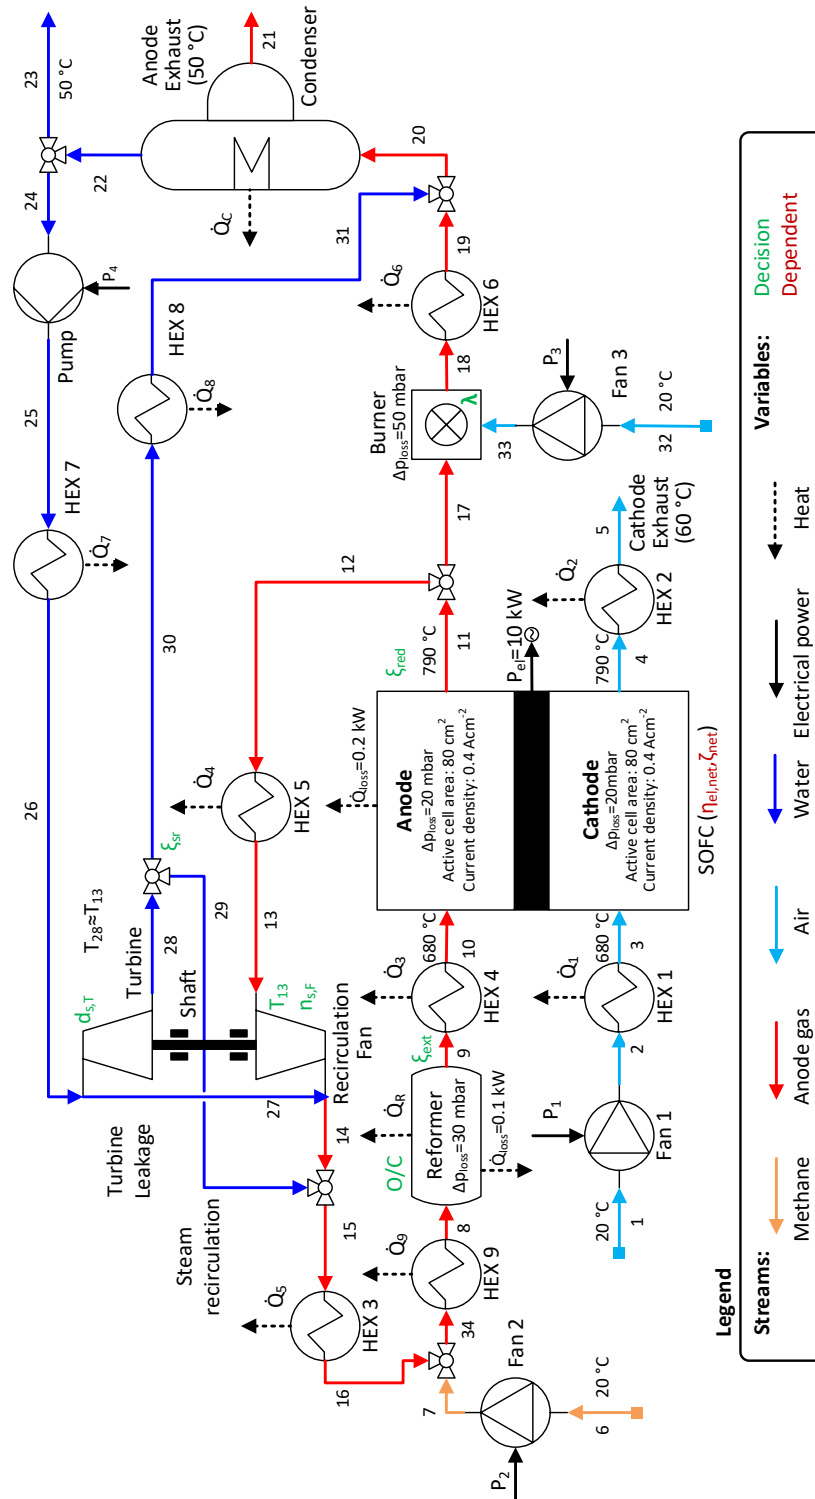 23
50 °C
Anode
Exhaust
(50 °C)
21
Condenser
22
24
Q̇C
20
31
P4
Pump
19
Q̇6
HEX 6
HEX 8
Q̇8
25
18
P3
Fan 3
Burner
Δploss=50 mbar
λ
33
20 °C
32
HEX 7
Q̇7
17
12
Cathode
Exhaust
(60 °C)
5
Q̇2
HEX 2
30
11
790 °C
ξred
Pel=10 kW
790 °C
4
26
Q̇4
HEX 5
Q̇loss=0.2 kW
Anode
Δploss=20 mbar
Active cell area: 80 cm2
Current density: 0.4 Acm-2
Cathode
Δploss=20mbar
Active cell area: 80 cm2
Current density: 0.4 Acm-2
SOFC (ηel,net,ζnet)
ξsr
T28≈T13
29
28
13
680 °C
10
680 °C
3
Turbine
Shaft
ds,T
T13
ns,F
Recirculation
Fan
Q̇3
HEX 4
Q̇1
HEX 1
ξext
9
2
27
Turbine
Leakage
14
O/C
Q̇R
Reformer
Δploss=30 mbar
Q̇loss=0.1 kW
P1
Fan 1
Steam
recirculation
15
8
20 °C
1
Q̇5
HEX 3
Q̇9
HEX 9
16
34
7
Fan 2
P2
20 °C
6
Legend
Streams:
Methane
Anode gas
Air
Water
Electrical power
Heat
Variables:
Decision
Dependent